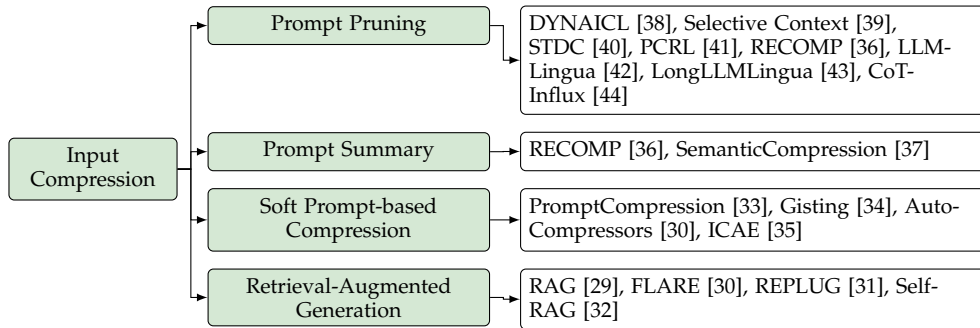 Prompt Pruning
DYNAICL [38], Selective Context [39],
STDC [40], PCRL [41], RECOMP [36], LLM-
Lingua [42], LongLLMLingua [43], CoT-
Influx [44]
Input
Compression
Prompt Summary
RECOMP [36], SemanticCompression [37]
Soft Prompt-based
Compression
PromptCompression [33], Gisting [34], Auto-
Compressors [30], ICAE [35]
Retrieval-Augmented
Generation
RAG [29], FLARE [30], REPLUG [31], Self-
RAG [32]